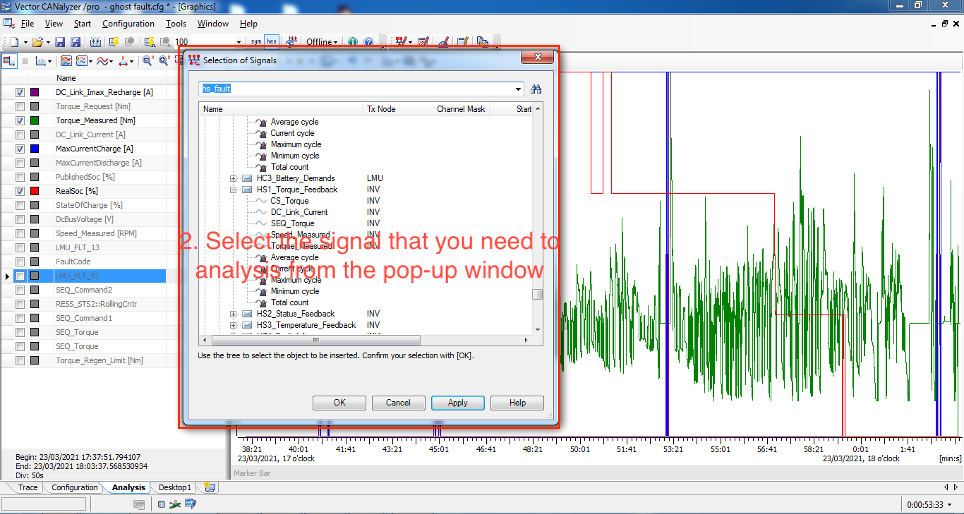 Vector CANalyzer /pro - ghost fault.cfg * - [Graphics]
File View Start Configuration Tools Window Help
100 sym hex Offline
Selection of Signals
hs_fault
Name Tx Node Channel Mask Start
Average cycle
Current cycle
Maximum cycle
Minimum cycle
Total count
HC3_Battery_Demands LMU
HS1_Torque_Feedback INV
CS_Torque INV
DC_Link_Current INV
SEQ_Torque INV
Speed_Measured INV
Torque_Measured INV
Average cycle
Current cycle
Maximum cycle
Minimum cycle
Total count
HS2_Status_Feedback INV
HS3_Temperature_Feedback INV
2. Select the signal that you need to
analysis from the pop-up window
Use the tree to select the object to be inserted. Confirm your selection with [OK].
OK Cancel Apply Help
Name
DC_Link_Imax_Recharge [A]
Torque_Request [Nm]
Torque_Measured [Nm]
DC_Link_Current [A]
MaxCurrentCharge [A]
MaxCurrentDischarge [A]
PublishedSoc [%]
RealSoc [%]
StateOfCharge [%]
DcBusVoltage [V]
Speed_Measured [RPM]
LMU_FLT_13
FaultCode
LMU_FLT_41
SEQ_Command2
RESS_STS2::RollingCntr
SEQ_Command1
SEQ_Torque
SEQ_Torque
Torque_Regen_Limit [Nm]
38:21 40:01 41:41 43:21 45:01 46:41 48:21 50:01 51:41 53:21 55:01 56:41 58:21 0:01 1:41
23/03/2021, 17 o'clock 23/03/2021, 18 o'clock [min:s]
Marker Bar
Begin: 23/03/2021 17:37:51.794107
End: 23/03/2021 18:03:37.568530934
Div: 50s
Trace Configuration Analysis Desktop1
0:00:53:33